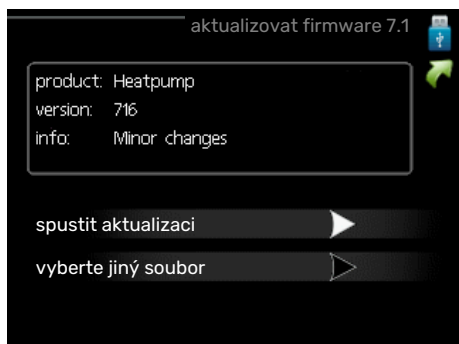 aktualizovat firmware 7.1
product: Heatpump
version: 716
info: Minor changes
spustit aktualizaci
vyberte jiný soubor